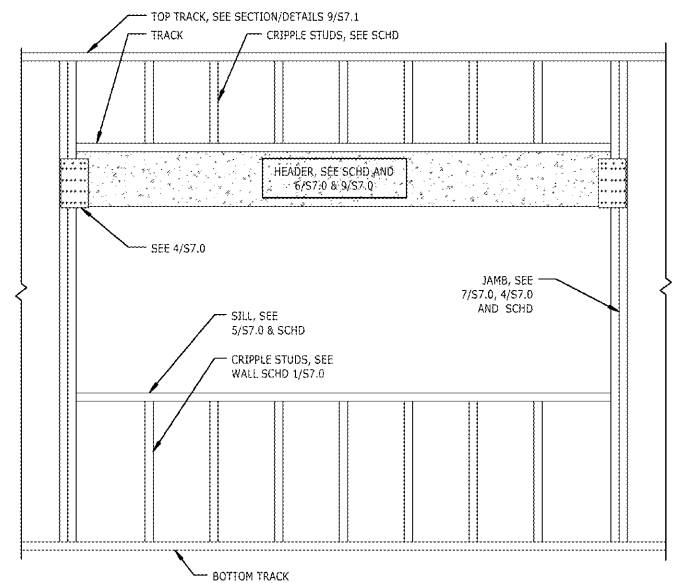 TOP TRACK, SEE SECTION/DETAILS 9/S7.1
TRACK
CRIPPLE STUDS, SEE SCHD
HEADER, SEE SCHD AND
6/S7.0 & 9/S7.0
SEE 4/S7.0
JAMB, SEE
7/S7.0, 4/S7.0
AND SCHD
SILL, SEE
5/S7.0 & SCHD
CRIPPLE STUDS, SEE
WALL SCHD 1/S7.0
BOTTOM TRACK